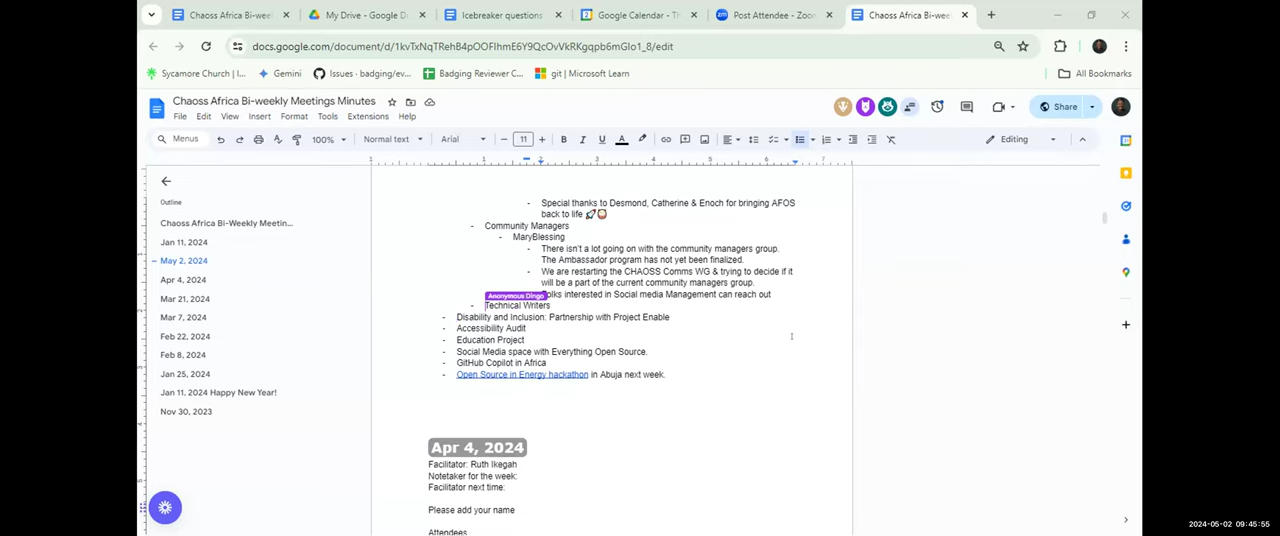 Chaoss Africa Bi-wee
My Drive - Google D
Icebreaker questions
Google Calendar - Th
Post Attendee - Zoo
Chaoss Africa Bi-wee
docs.google.com/document/d/1kvTxNqTRehB4pOOFIhmE6Y9QcOvVkRKgqpb6mGIo1_8/edit
Sycamore Church | I...
Gemini
Issues · badging/ev...
Badging Reviewer C...
git | Microsoft Learn
All Bookmarks
Chaoss Africa Bi-weekly Meetings Minutes
File Edit View Insert Format Tools Extensions Help
Share
Menus
100%
Normal text
Arial
11
Editing
1 1 2 3 4 5 6 7
Outline
Chaoss Africa Bi-Weekly Meetin...
Jan 11, 2024
May 2, 2024
Apr 4, 2024
Mar 21, 2024
Mar 7, 2024
Feb 22, 2024
Feb 8, 2024
Jan 25, 2024
Jan 11, 2024 Happy New Year!
Nov 30, 2023
- Special thanks to Desmond, Catherine & Enoch for bringing AFOS
back to life
- Community Managers
- MaryBlessing
- There isn't a lot going on with the community managers group.
The Ambassador program has not yet been finalized.
- We are restarting the CHAOSS Comms WG & trying to decide if it
will be a part of the current community managers group.
Anonymous Dingo
Folks interested in Social media Management can reach out
- Technical Writers
- Disability and Inclusion: Partnership with Project Enable
- Accessibility Audit
- Education Project
- Social Media space with Everything Open Source.
- GitHub Copilot in Africa
- Open Source in Energy hackathon in Abuja next week.
Apr 4, 2024
Facilitator: Ruth Ikegah
Notetaker for the week:
Facilitator next time:
Please add your name
Attendees
2024-05-02 09:45:55